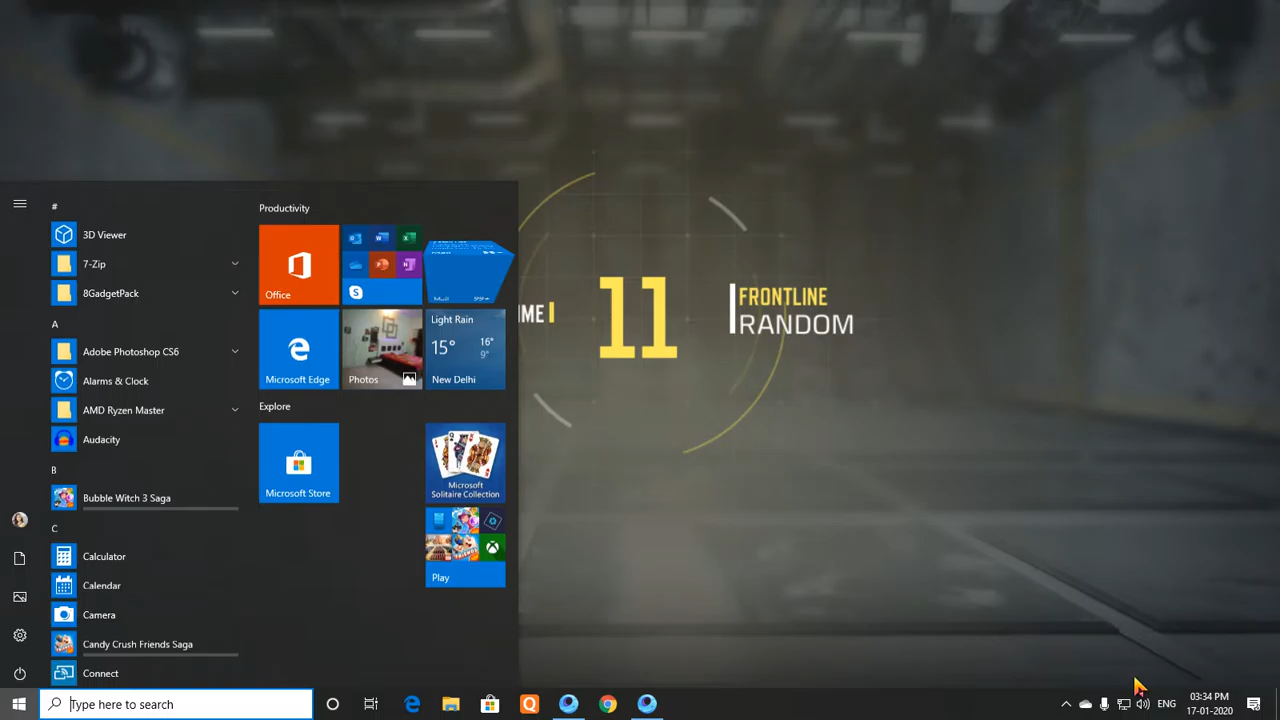 #
3D Viewer
7-Zip
8GadgetPack
A
Adobe Photoshop CS6
Alarms & Clock
AMD Ryzen Master
Audacity
B
Bubble Witch 3 Saga
C
Calculator
Calendar
Camera
Candy Crush Friends Saga
Connect
Productivity
Office
Mail
Microsoft Edge
Photos
Light Rain
15°
16°
9°
New Delhi
Explore
Microsoft Store
Microsoft
Solitaire Collection
Play
11
FRONTLINE
RANDOM
Type here to search
Q
ENG
03:34 PM
17-01-2020